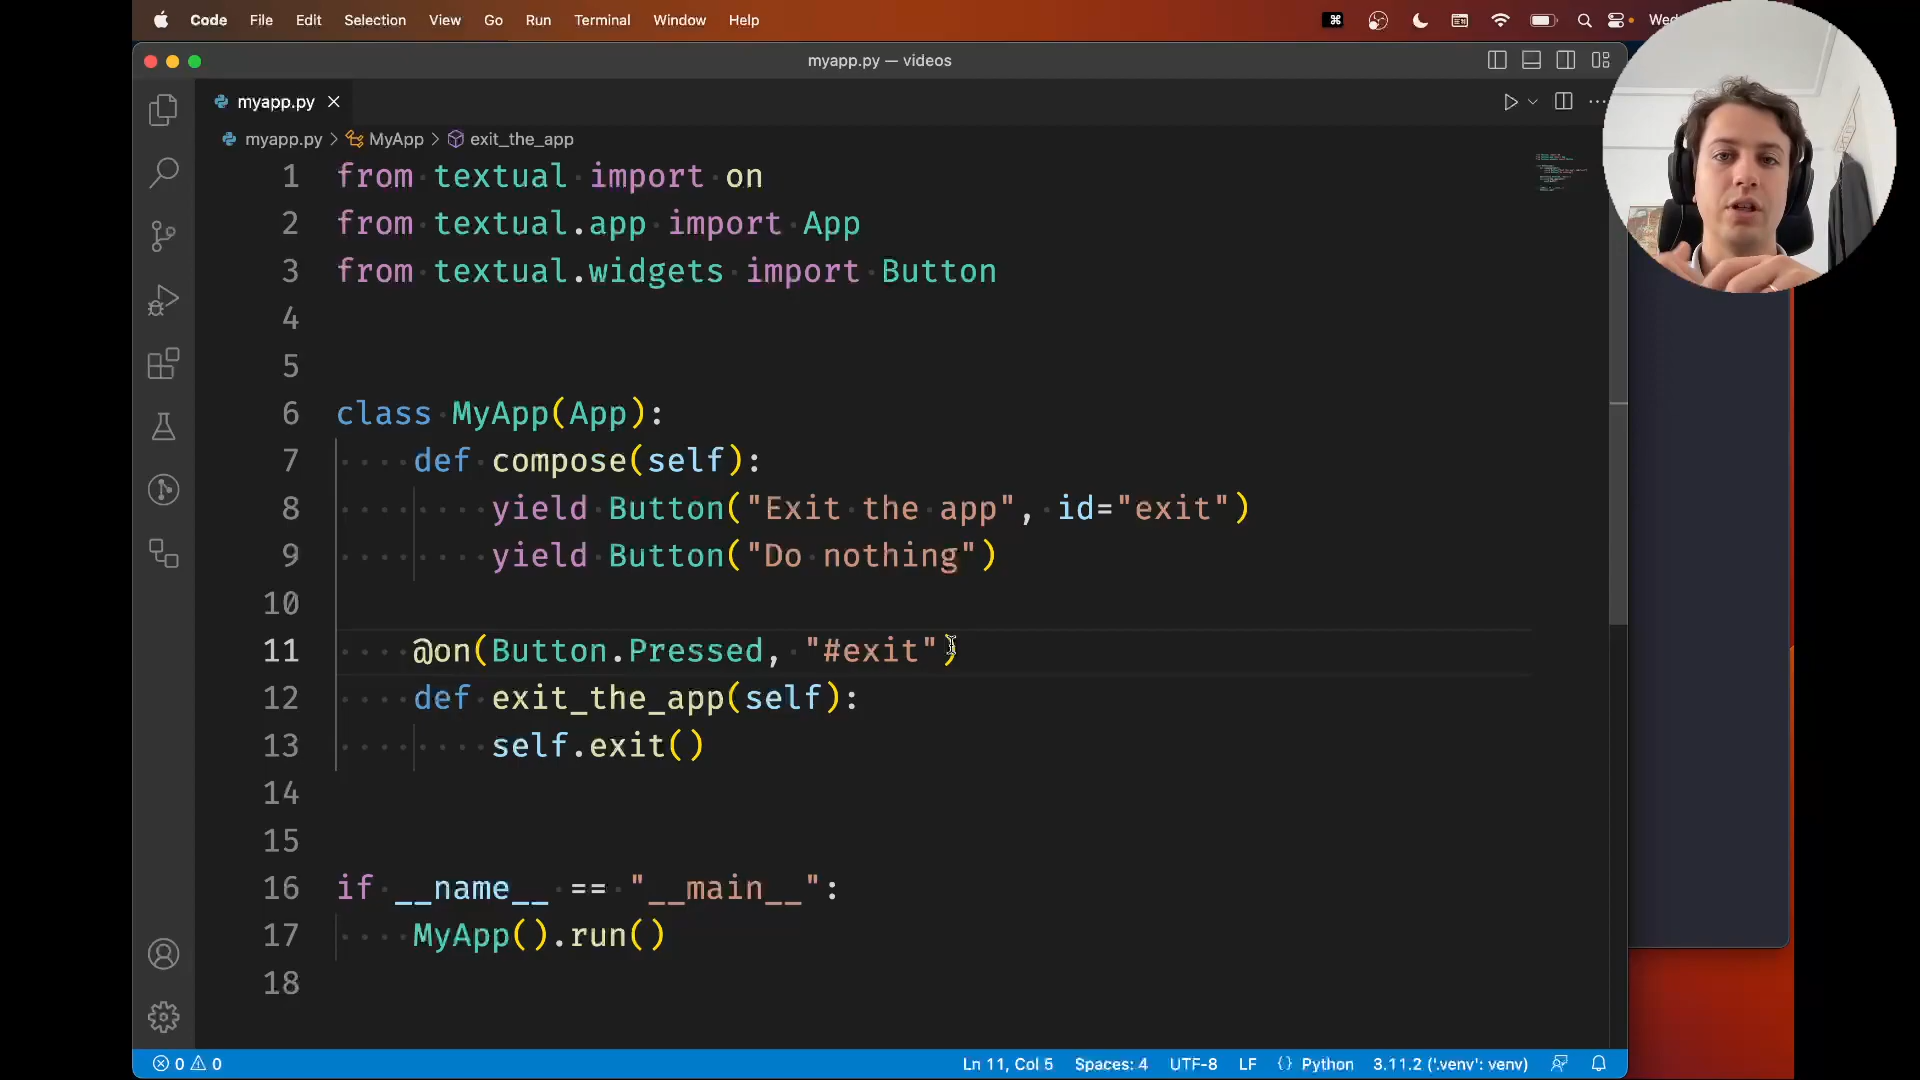 Code File Edit Selection View Go Run Terminal Window Help
myapp.py — videos
myapp.py
myapp.py > MyApp > exit_the_app
1 from textual import on
2 from textual.app import App
3 from textual.widgets import Button
4
5
6 class MyApp(App):
7 def compose(self):
8 yield Button("Exit the app", id="exit")
9 yield Button("Do nothing")
10
11 @on(Button.Pressed, "#exit")
12 def exit_the_app(self):
13 self.exit()
14
15
16 if __name__ == "__main__":
17 MyApp().run()
18
0 0 Ln 11, Col 5 Spaces: 4 UTF-8 LF {} Python 3.11.2 ('.venv': venv)